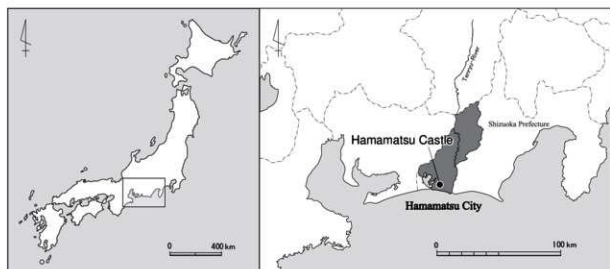 0
400 km
Tenryu-River
Shizuoka Prefecture
Hamamatsu Castle
Hamamatsu City
0
100 km